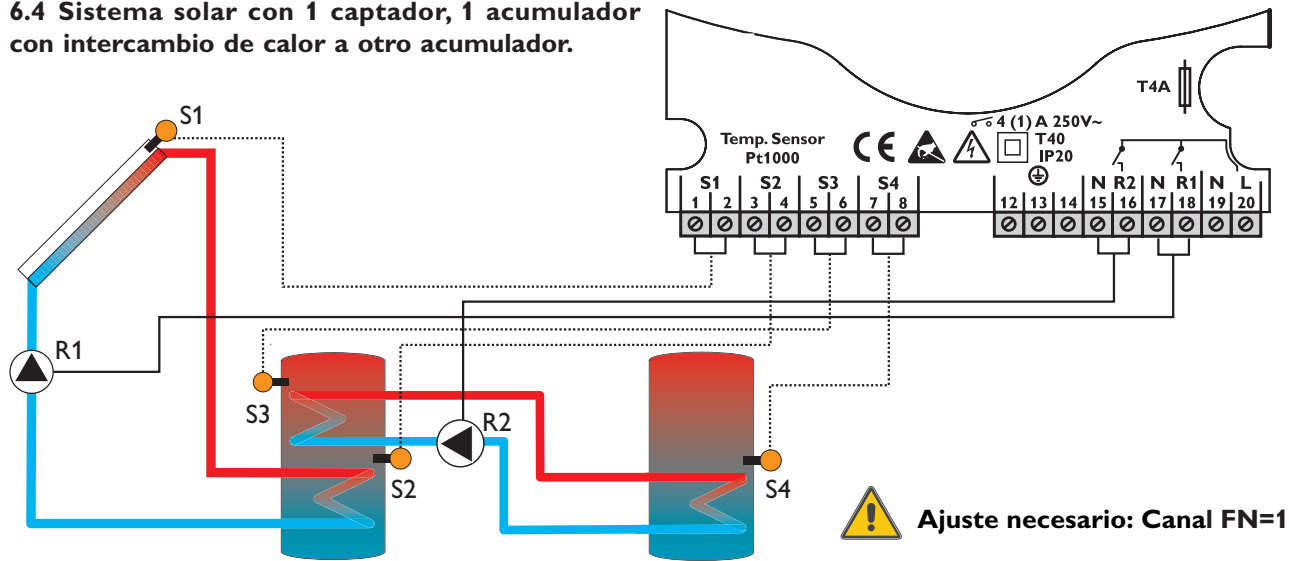 6.4 Sistema solar con 1 captador, 1 acumulador
con intercambio de calor a otro acumulador.
T4A
4 (1) A 250V~
Temp. Sensor
Pt1000
CE
T40
IP20
S1 S2 S3 S4
N R2 N R1 N L
1 2 3 4 5 6 7 8
12 13 14 15 16 17 18 19 20
S1
R1
S3
S2
R2
S4
Ajuste necesario: Canal FN=1